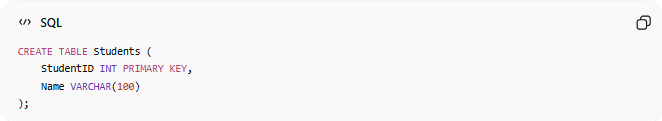 SQL
CREATE TABLE Students (
    StudentID INT PRIMARY KEY,
    Name VARCHAR(100)
);